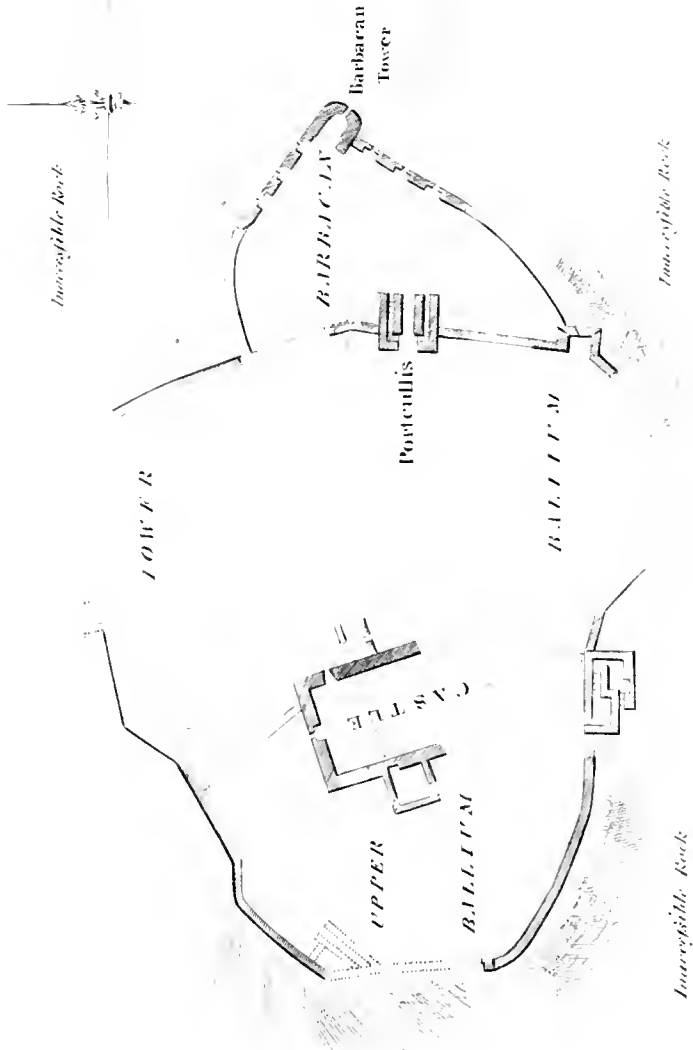 Inaccessible Rock
Barbacan
Tower
BARBACAN
Inaccessible Rock
Portcullis
LOWER
BALLIUM
CASTLE
UPPER
BALLIUM
Inaccessible Rock